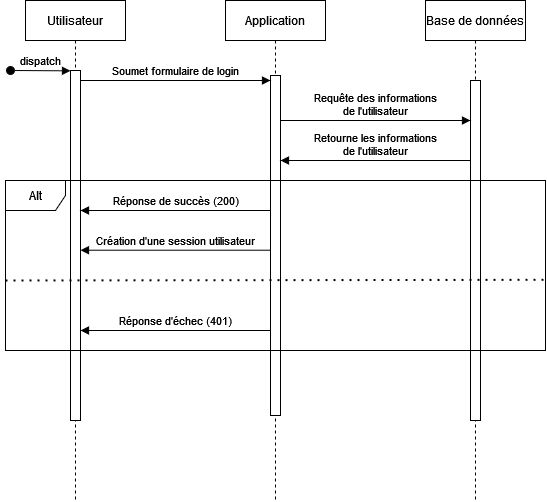 Utilisateur
Application
Base de données
dispatch
Soumet formulaire de login
Requête des informations
de l'utilisateur
Retourne les informations
de l'utilisateur
Alt
Réponse de succès (200)
Création d'une session utilisateur
Réponse d'échec (401)